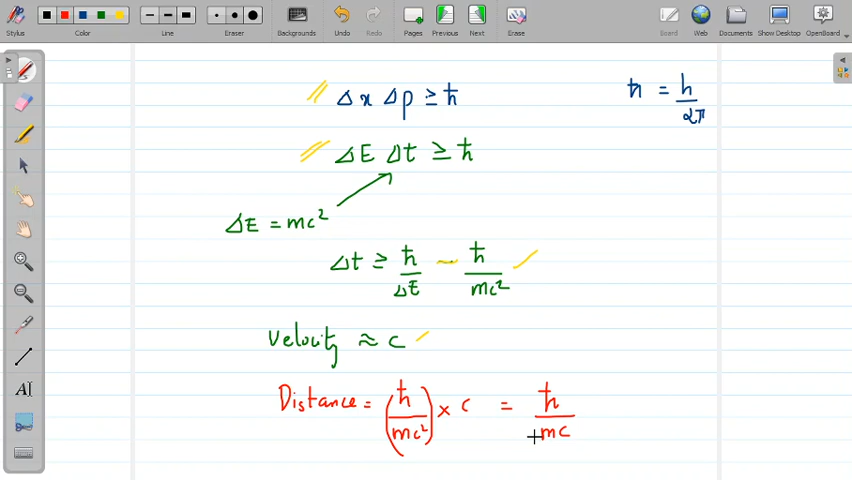 Stylus Color Line Eraser Backgrounds Undo Redo Pages Previous Next Erase Board Web Documents Show Desktop OpenBoard
Δx Δp ≥ ħ ħ = h/2π
ΔE Δt ≥ ħ
ΔE = mc²
Δt ≥ ħ/ΔE ~ ħ/mc²
Velocity ≈ c
Distance = (ħ/mc²) × c = ħ/mc